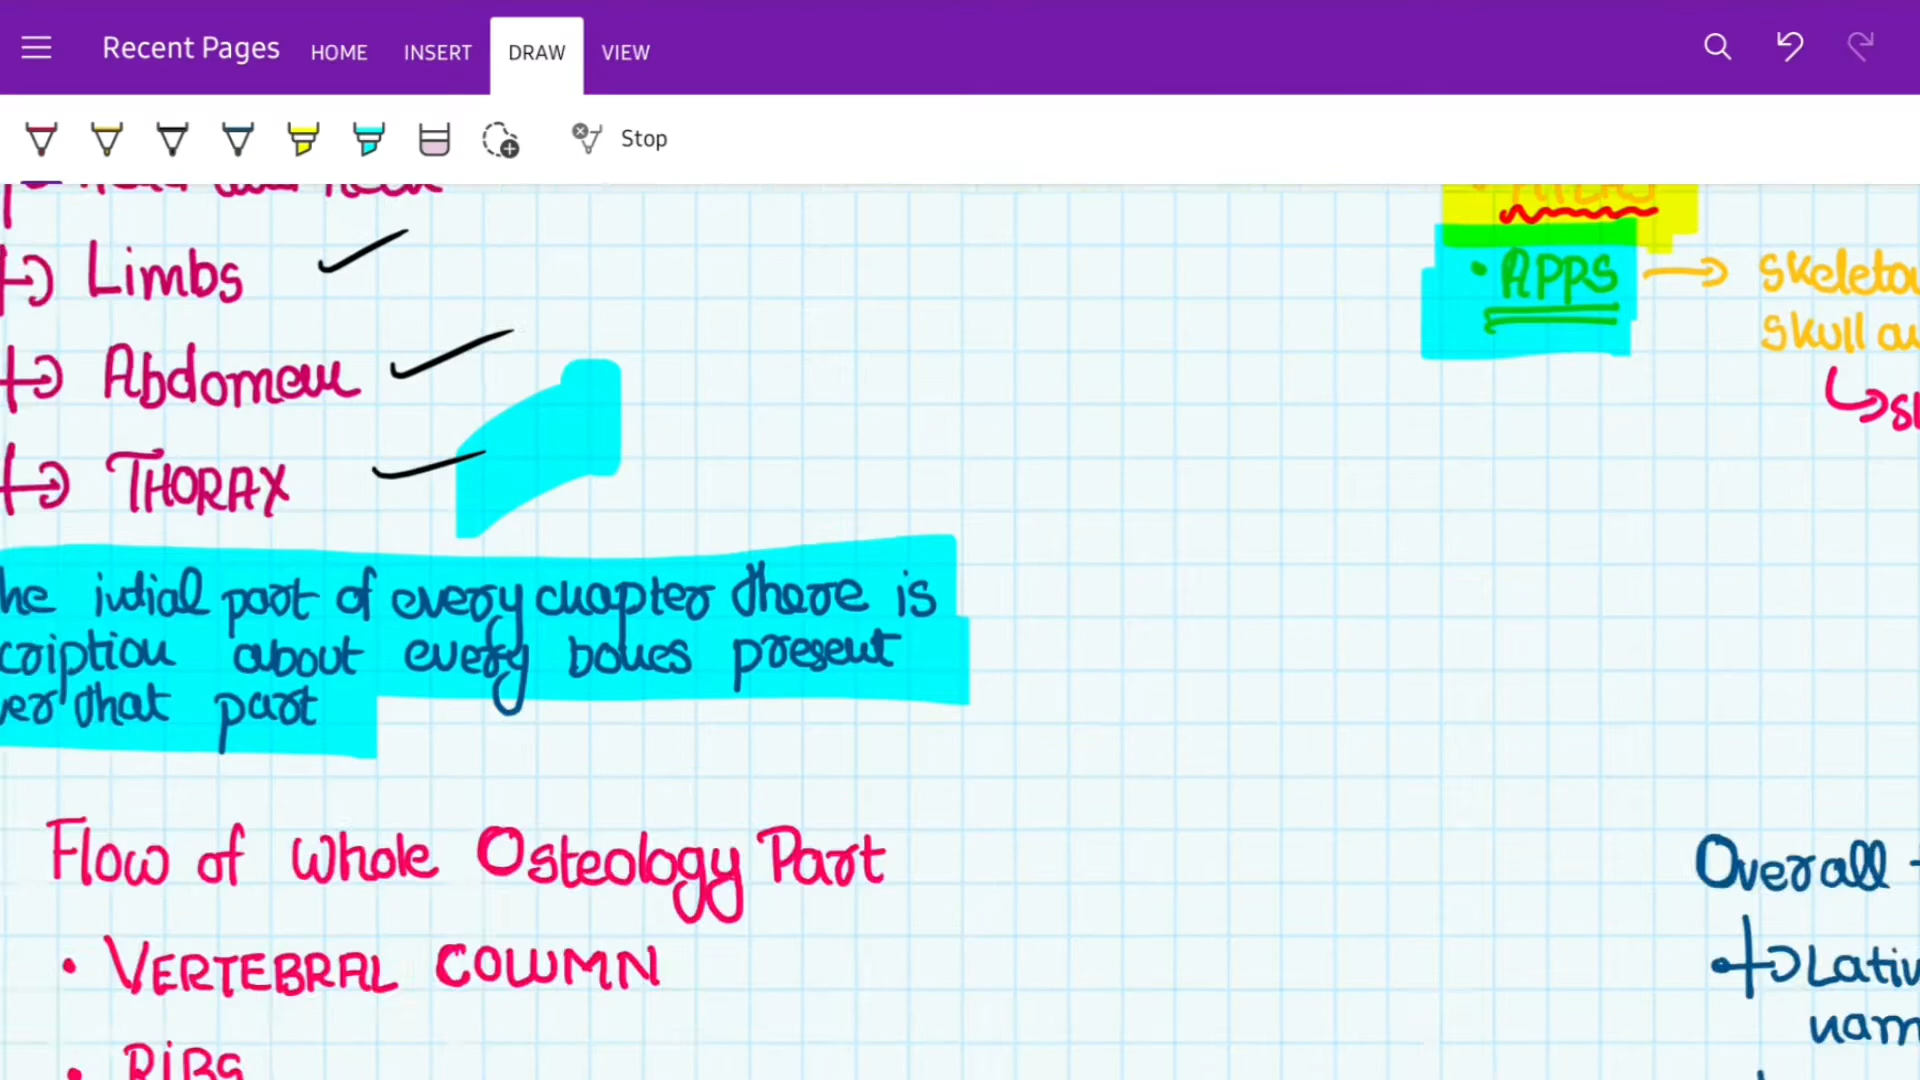 Recent Pages HOME INSERT DRAW VIEW
Stop
Limbs
Abdomen
THORAX
he initial part of every chapter there is
cription about every bones present
ver that part
Flow of whole Osteology Part
• VERTEBRAL COLUMN
• RIBS
• ATLAS
• APPS → skeleto
skull a
Overall
Latin
nam